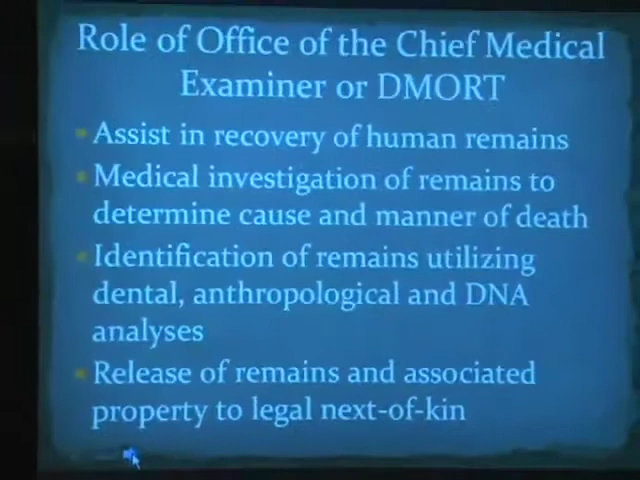 Role of Office of the Chief Medical
Examiner or DMORT
Assist in recovery of human remains
Medical investigation of remains to
determine cause and manner of death
Identification of remains utilizing
dental, anthropological and DNA
analyses
Release of remains and associated
property to legal next-of-kin